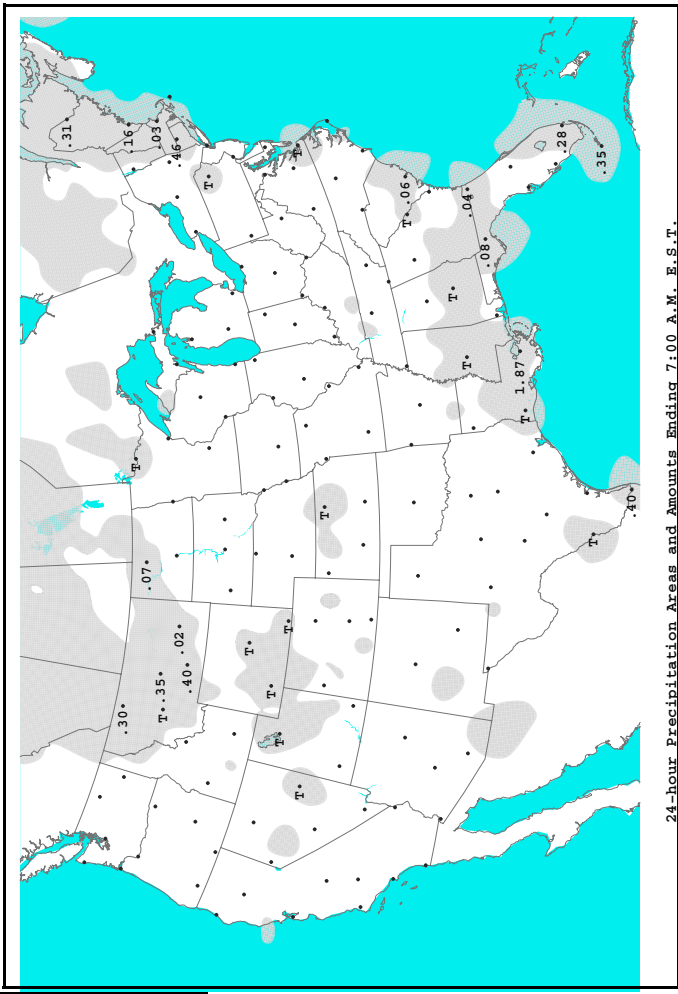 .31
.16
.03
.46
T
T
.06
T
.04
.08
.28
.35
T
T
1.87
T
.40
T
T
T
.07
.02
.40
.35
T
.30
T
T
T
T
T
24-hour Precipitation Areas and Amounts Ending 7:00 A.M. E.S.T.